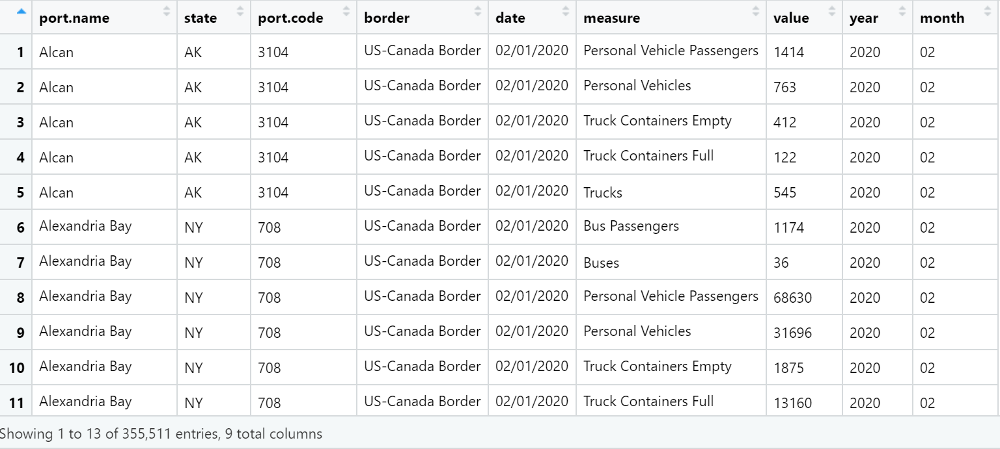 port.name state port.code border date measure value year month
1 Alcan AK 3104 US-Canada Border 02/01/2020 Personal Vehicle Passengers 1414 2020 02
2 Alcan AK 3104 US-Canada Border 02/01/2020 Personal Vehicles 763 2020 02
3 Alcan AK 3104 US-Canada Border 02/01/2020 Truck Containers Empty 412 2020 02
4 Alcan AK 3104 US-Canada Border 02/01/2020 Truck Containers Full 122 2020 02
5 Alcan AK 3104 US-Canada Border 02/01/2020 Trucks 545 2020 02
6 Alexandria Bay NY 708 US-Canada Border 02/01/2020 Bus Passengers 1174 2020 02
7 Alexandria Bay NY 708 US-Canada Border 02/01/2020 Buses 36 2020 02
8 Alexandria Bay NY 708 US-Canada Border 02/01/2020 Personal Vehicle Passengers 68630 2020 02
9 Alexandria Bay NY 708 US-Canada Border 02/01/2020 Personal Vehicles 31696 2020 02
10 Alexandria Bay NY 708 US-Canada Border 02/01/2020 Truck Containers Empty 1875 2020 02
11 Alexandria Bay NY 708 US-Canada Border 02/01/2020 Truck Containers Full 13160 2020 02
Showing 1 to 13 of 355,511 entries, 9 total columns